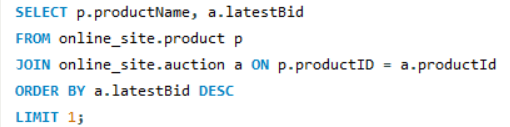 SELECT p.productName, a.latestBid
FROM online_site.product p
JOIN online_site.auction a ON p.productID = a.productId
ORDER BY a.latestBid DESC
LIMIT 1;